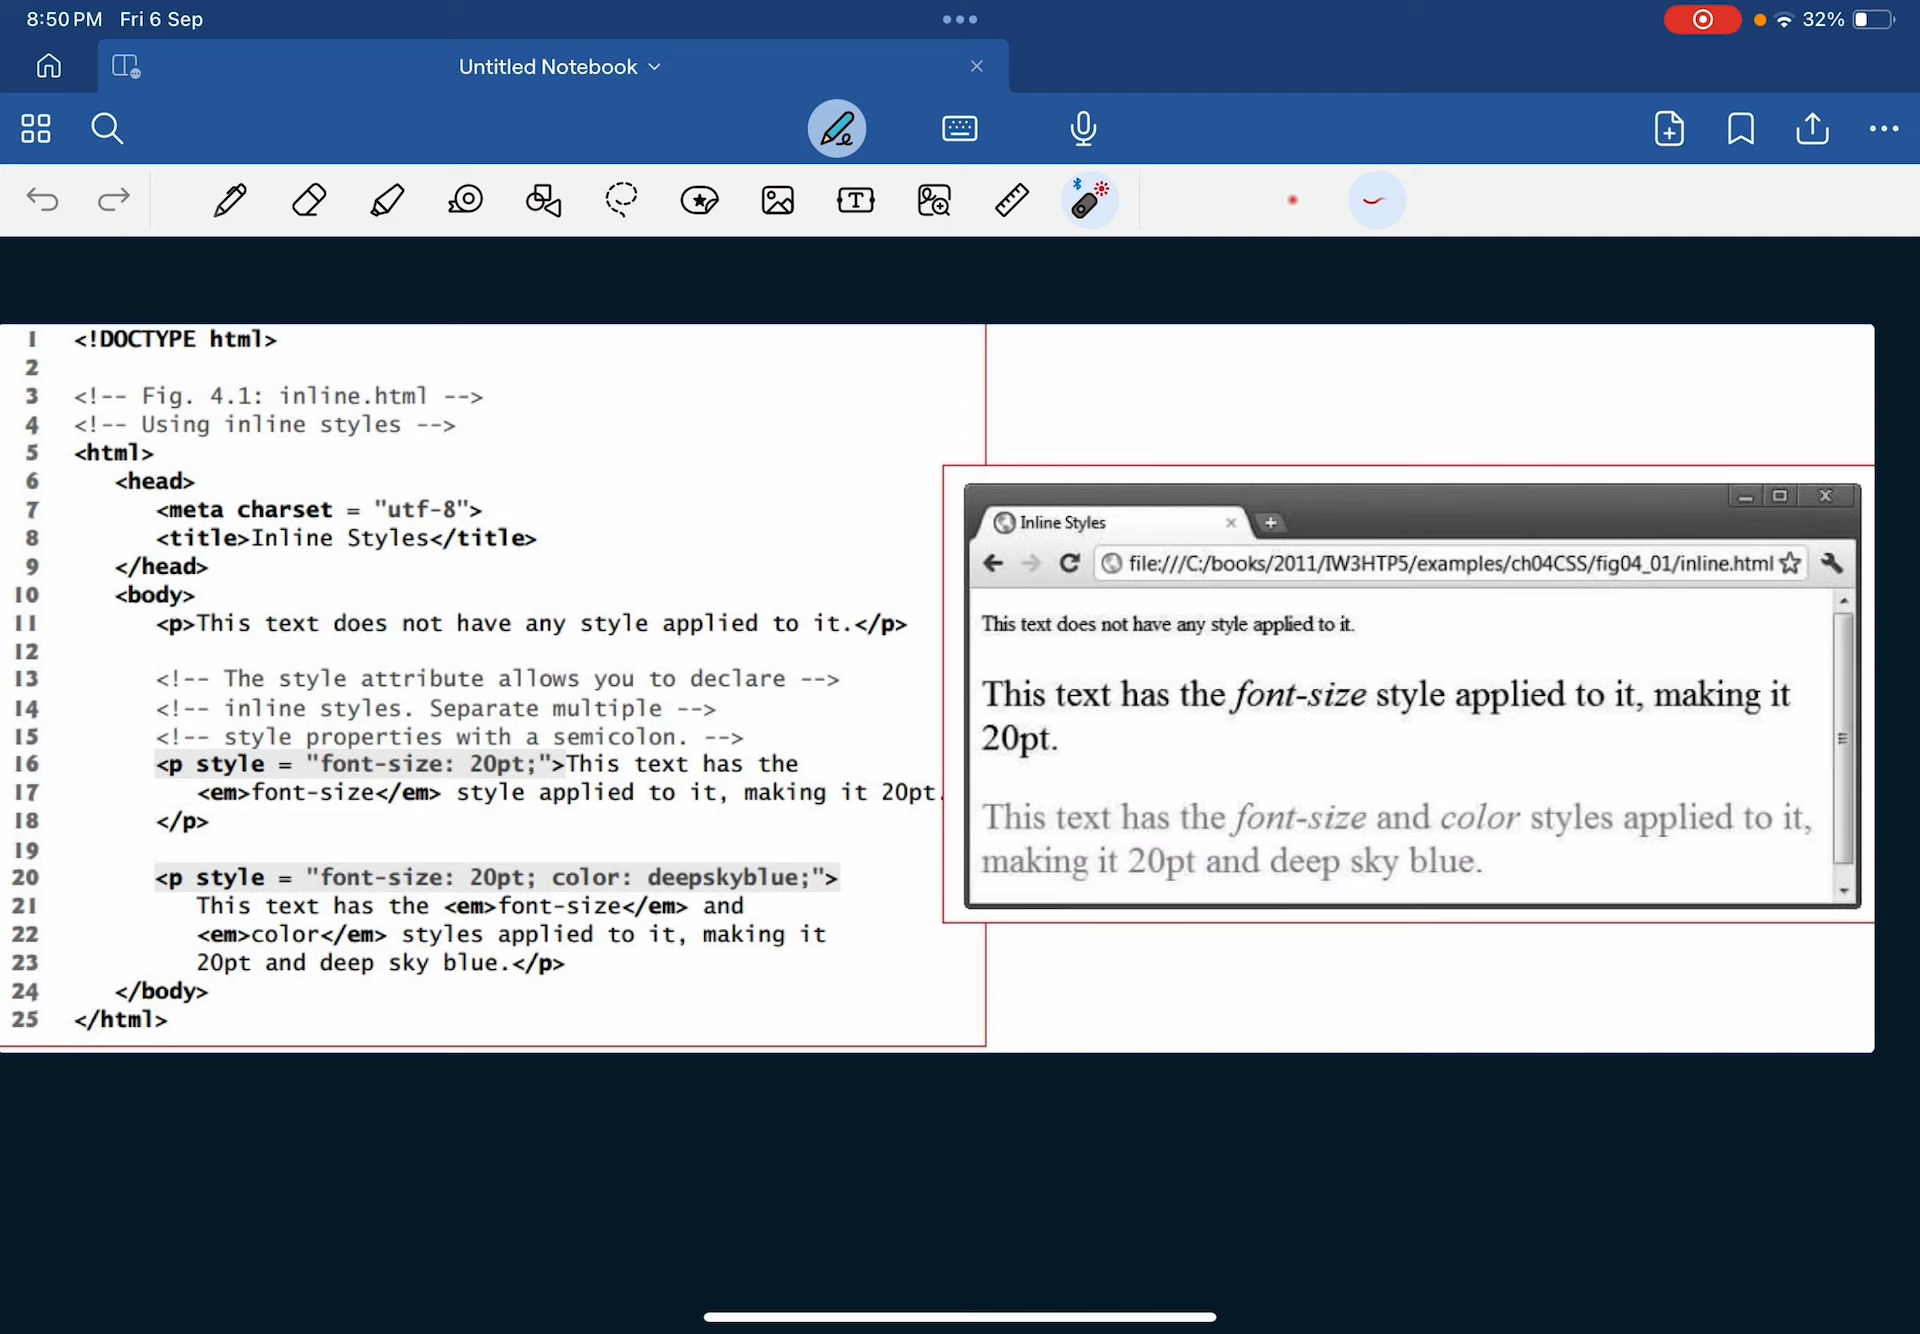 8:50 PM Fri 6 Sep
32%
Untitled Notebook
1 <!DOCTYPE html>
2
3 <!-- Fig. 4.1: inline.html -->
4 <!-- Using inline styles -->
5 <html>
6 <head>
7 <meta charset = "utf-8">
8 <title>Inline Styles</title>
9 </head>
10 <body>
11 <p>This text does not have any style applied to it.</p>
12
13 <!-- The style attribute allows you to declare -->
14 <!-- inline styles. Separate multiple -->
15 <!-- style properties with a semicolon. -->
16 <p style = "font-size: 20pt;">This text has the
17 <em>font-size</em> style applied to it, making it 20pt.
18 </p>
19
20 <p style = "font-size: 20pt; color: deepskyblue;">
21 This text has the <em>font-size</em> and
22 <em>color</em> styles applied to it, making it
23 20pt and deep sky blue.</p>
24 </body>
25 </html>
Inline Styles
file:///C:/books/2011/IW3HTP5/examples/ch04CSS/fig04_01/inline.html
This text does not have any style applied to it.
This text has the font-size style applied to it, making it
20pt.
This text has the font-size and color styles applied to it,
making it 20pt and deep sky blue.